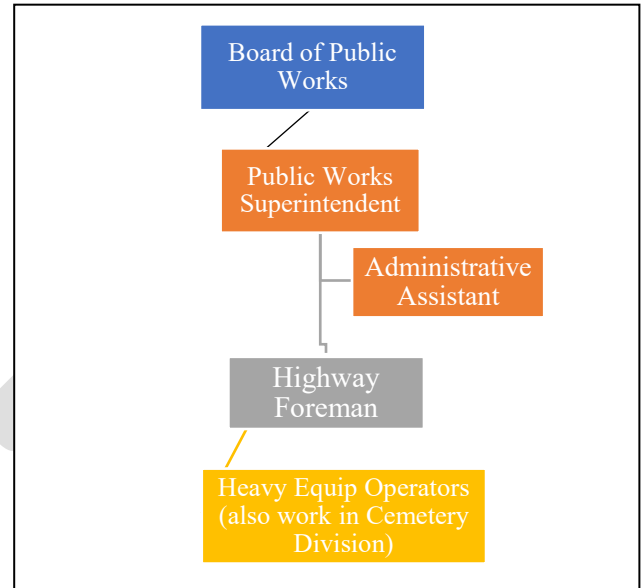 Board of Public
Works
Public Works
Superintendent
Administrative
Assistant
Highway
Foreman
Heavy Equip Operators
(also work in Cemetery
Division)